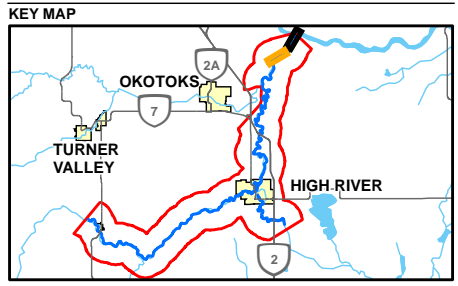 KEY MAP
2A
OKOTOKS
7
TURNER
VALLEY
HIGH RIVER
2